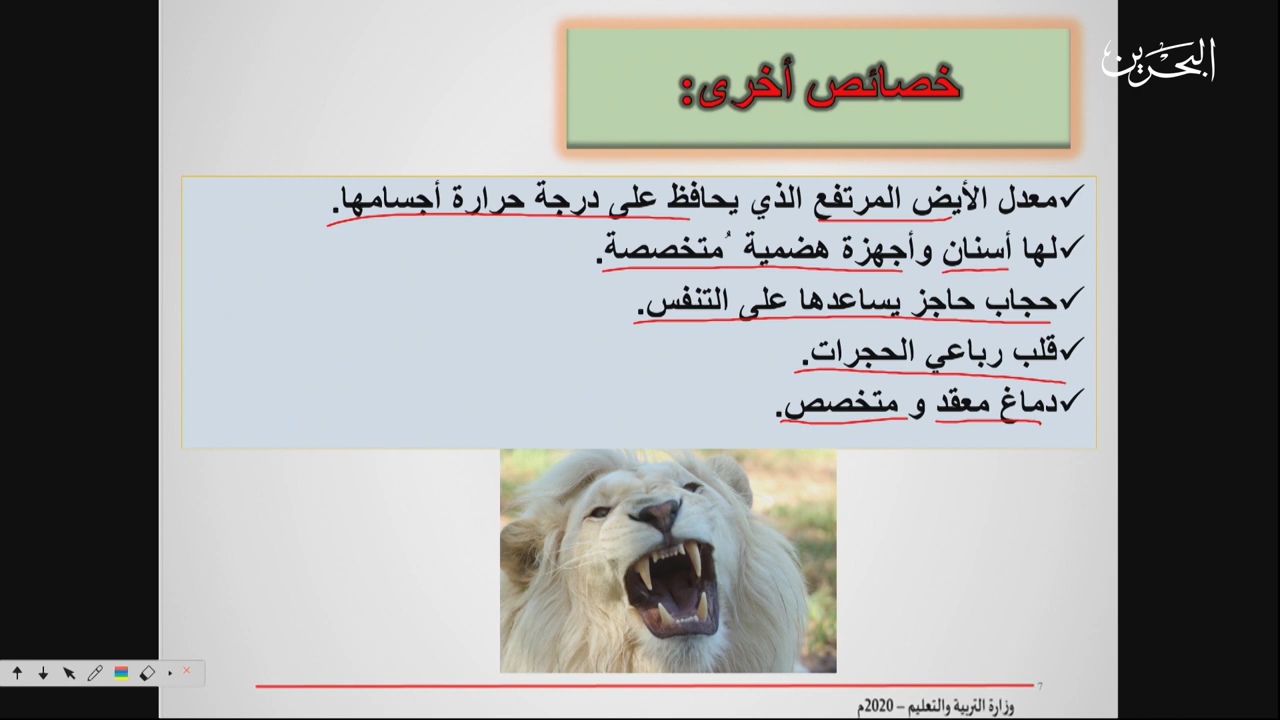 البحرين
خصائص أخرى:
✓معدل الأيض المرتفع الذي يحافظ على درجة حرارة أجسامها.
✓لها أسنان وأجهزة هضمية ُمتخصصة.
✓حجاب حاجز يساعدها على التنفس.
✓قلب رباعي الحجرات.
✓دماغ معقد و متخصص.
7
وزارة التربية والتعليم – 2020م